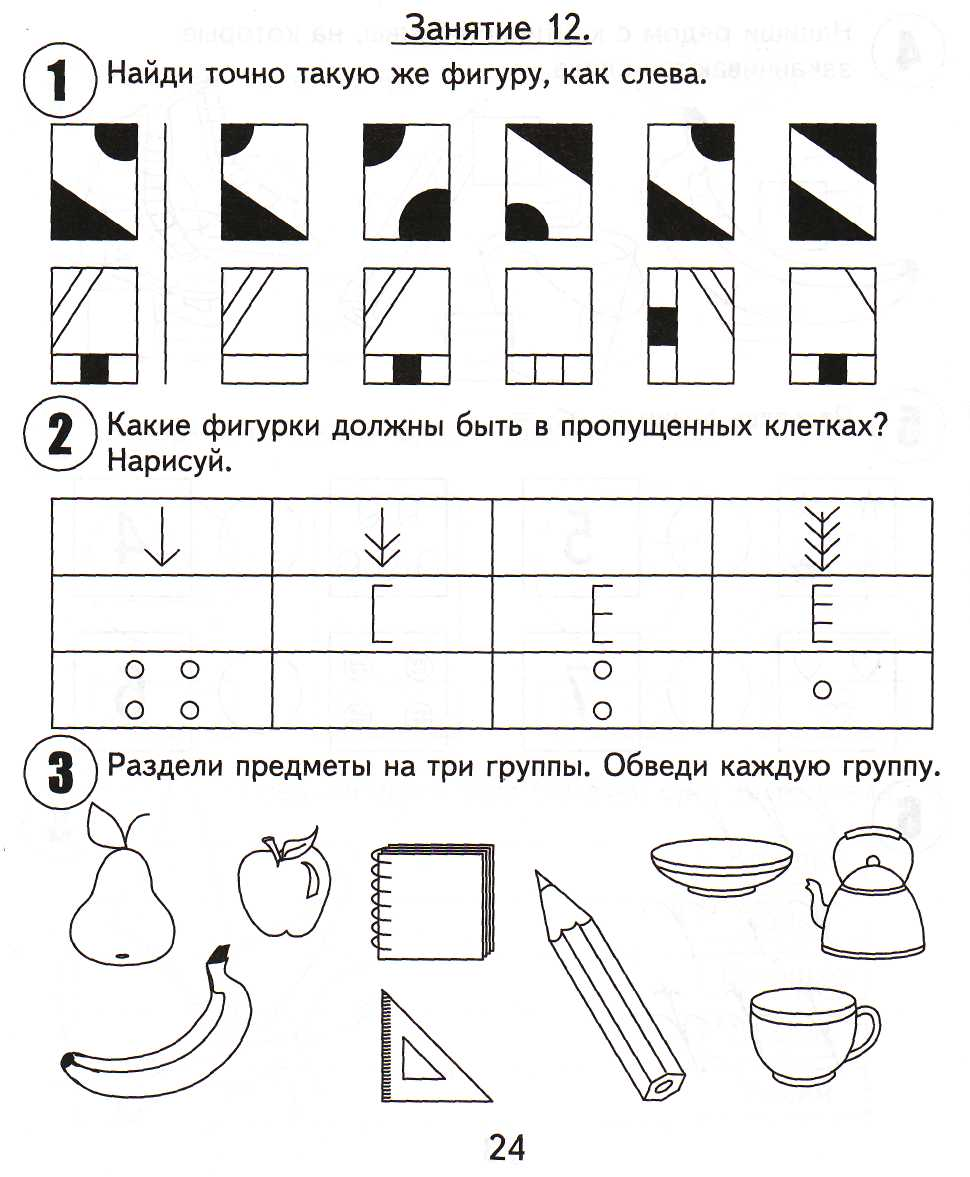 Занятие 12.
1 Найди точно такую же фигуру, как слева.
2 Какие фигурки должны быть в пропущенных клетках?
Нарисуй.
3 Раздели предметы на три группы. Обведи каждую группу.
24